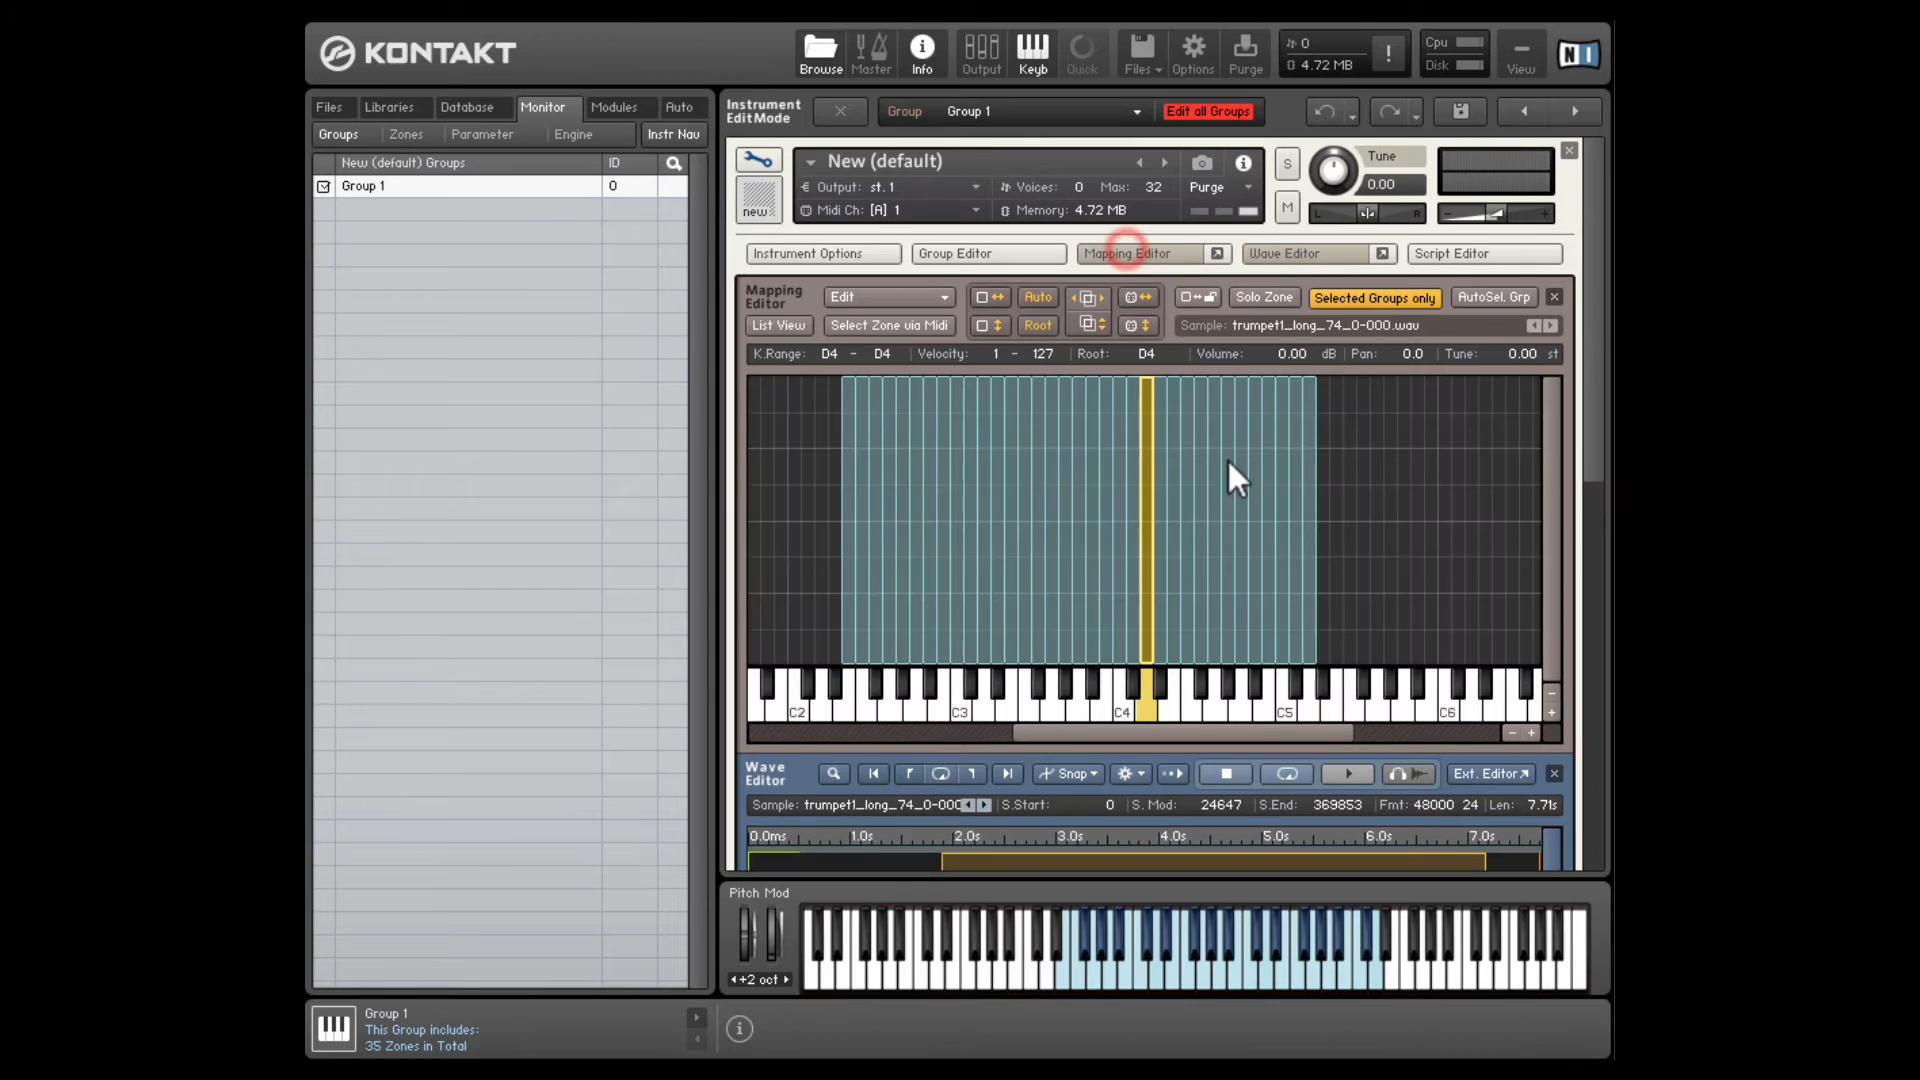 KONTAKT
Browse Master Info Output Keyb Quick Files Options Purge
0
4.72 MB
!
Cpu
Disk
View
NI
Files Libraries Database Monitor Modules Auto
Groups Zones Parameter Engine Instr Nav
New (default) Groups ID
Group 1 0
Instrument
Edit Mode
Group Group 1 Edit all Groups
New (default)
Output: st. 1 Voices: 0 Max: 32 Purge
Midi Ch: [A] 1 Memory: 4.72 MB
new
S
M
Tune
0.00
L R
- +
Instrument Options Group Editor Mapping Editor Wave Editor Script Editor
Mapping
Editor
Edit Auto Solo Zone Selected Groups only AutoSel. Grp
List View Select Zone via Midi Root Sample: trumpet1_long_74_0-000.wav
K.Range: D4 - D4 Velocity: 1 - 127 Root: D4 Volume: 0.00 dB Pan: 0.0 Tune: 0.00 st
C2 C3 C4 C5 C6
Wave
Editor
Snap Ext. Editor
Sample: trumpet1_long_74_0-000 S.Start: 0 S. Mod: 24647 S.End: 369853 Fmt: 48000 24 Len: 7.71s
0.0ms 1.0s 2.0s 3.0s 4.0s 5.0s 6.0s 7.0s
Pitch Mod
+2 oct
Group 1
This Group includes:
35 Zones in Total